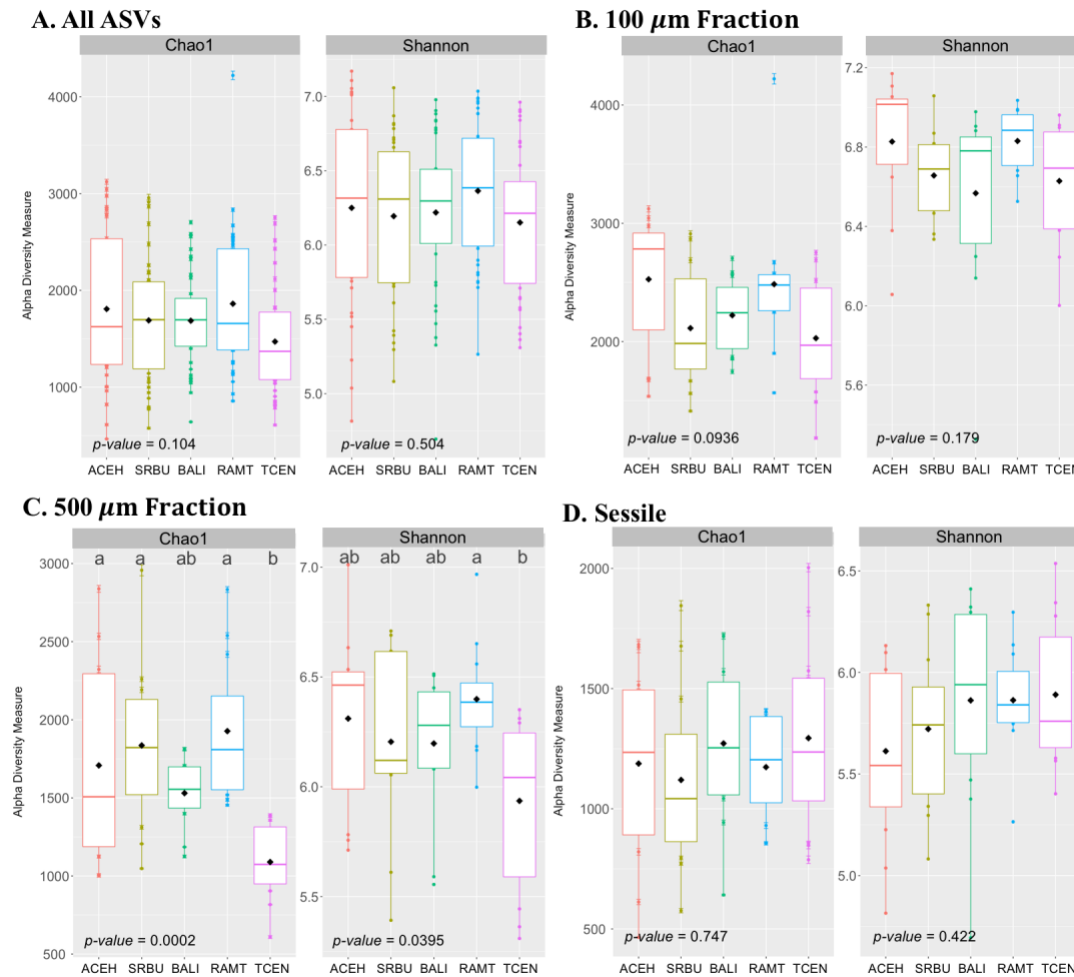 A. All ASVs
Chao1
Shannon
Alpha Diversity Measure
4000
3000
2000
1000
7.0
6.5
6.0
5.5
5.0
p-value = 0.104
p-value = 0.504
ACEH SRBU BALI RAMT TCEN
ACEH SRBU BALI RAMT TCEN
B. 100 μm Fraction
Chao1
Shannon
Alpha Diversity Measure
4000
3000
2000
7.2
6.8
6.4
6.0
5.6
p-value = 0.0936
p-value = 0.179
ACEH SRBU BALI RAMT TCEN
ACEH SRBU BALI RAMT TCEN
C. 500 μm Fraction
Chao1
Shannon
a a ab a b
ab ab ab a b
Alpha Diversity Measure
3000
2500
2000
1500
1000
500
7.0
6.5
6.0
5.5
p-value = 0.0002
p-value = 0.0395
ACEH SRBU BALI RAMT TCEN
ACEH SRBU BALI RAMT TCEN
D. Sessile
Chao1
Shannon
Alpha Diversity Measure
2000
1500
1000
500
6.5
6.0
5.5
5.0
p-value = 0.747
p-value = 0.422
ACEH SRBU BALI RAMT TCEN
ACEH SRBU BALI RAMT TCEN